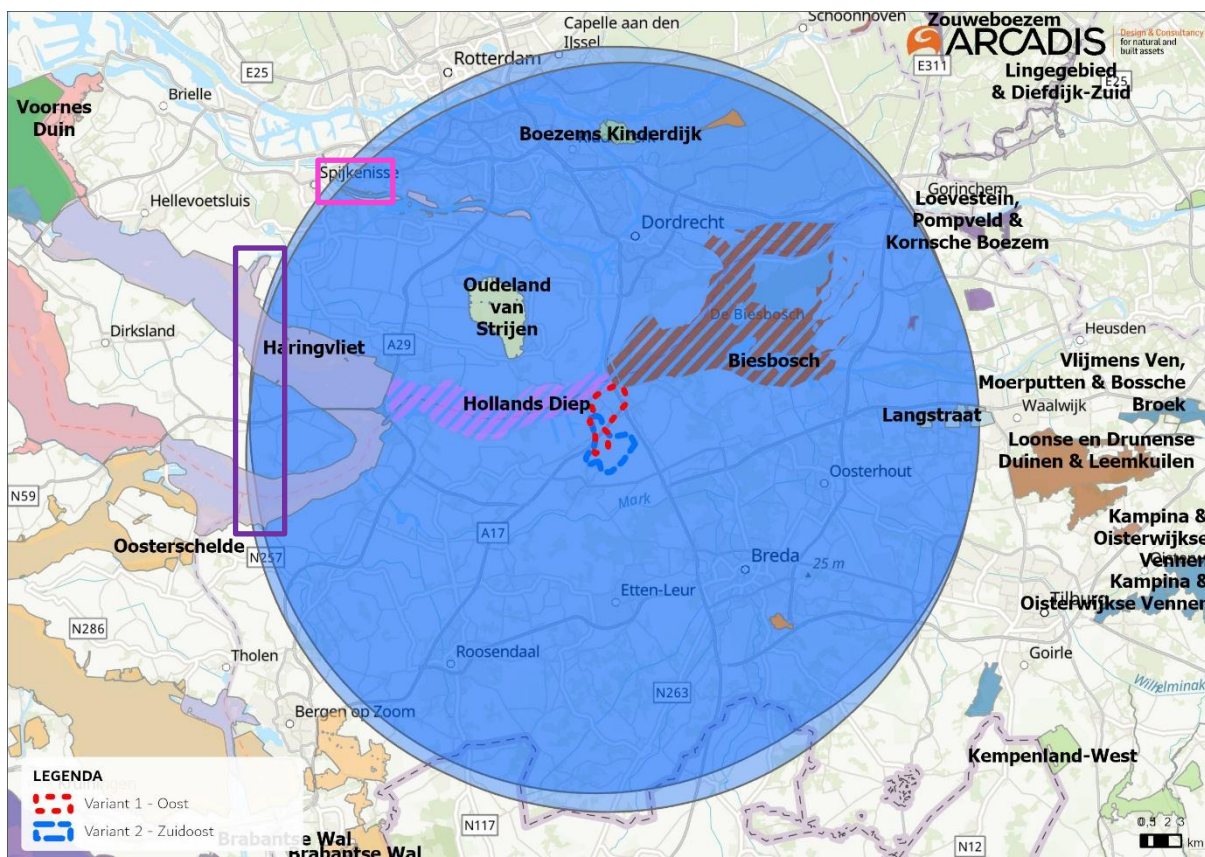 Capelle aan den
IJssel
Schoonhoven
Zouweboezem
ARCADIS
Design & Consultancy
for natural and
built assets
Rotterdam
E25
E311
Lingegebied
& Diefdijk-Zuid
Brielle
Voornes
Duin
Boezems Kinderdijk
Spijkenisse
Hellevoetsluis
Gorinchem
Loevestein,
Pompveld &
Kornsche Boezem
Dordrecht
Oudeland
van
Strijen
De Biesbosch
Heusden
Dirksland
Haringvliet
A29
Biesbosch
Vlijmens Ven,
Moerputten & Bossche
Broek
Hollands Diep
Langstraat
Waalwijk
Loonse en Drunense
Duinen & Leemkuilen
Oosterhout
N59
Mark
Kampina &
Oisterwijkse
Vennen
Oosterschelde
N257
A17
Breda
25 m
Kampina &
Oisterwijkse Vennen
Etten-Leur
Tilburg
N286
Tholen
Roosendaal
Goirle
N263
Wilhelminak
Bergen op Zoom
Kempenland-West
LEGENDA
Variant 1 - Oost
Variant 2 - Zuidoost
N117
N12
Brabantse Wal
Brabantse Wal
2 3
km